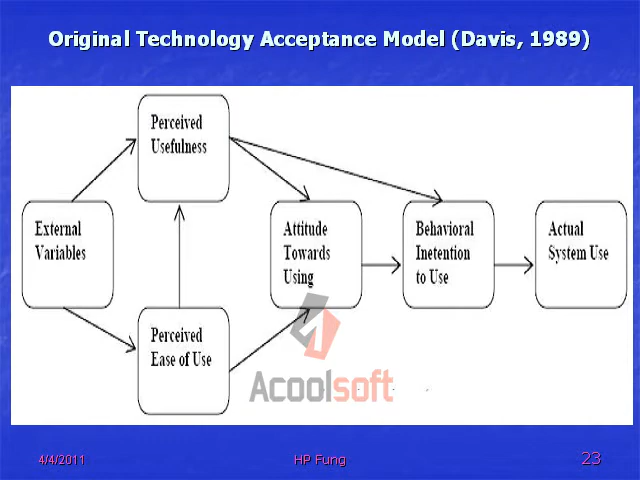 Original Technology Acceptance Model (Davis, 1989)
Perceived
Usefulness
External
Variables
Attitude
Towards
Using
Behavioral
Inetention
to Use
Actual
System Use
Perceived
Ease of Use
Acoolsoft
4/4/2011
HP Fung
23